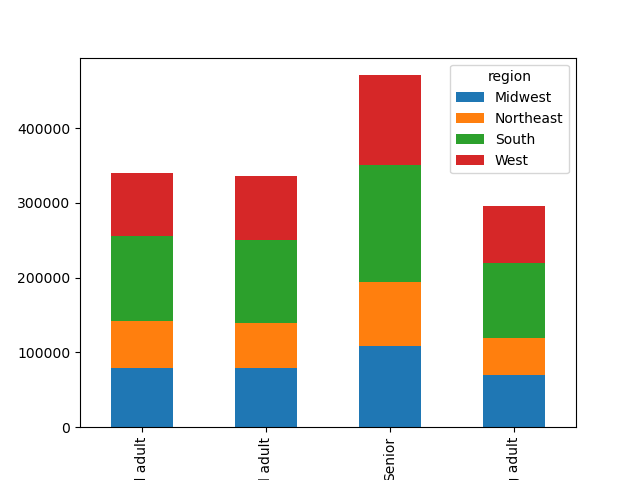 region
Midwest
Northeast
South
West
400000
300000
200000
100000
0
adult
adult
Senior
adult